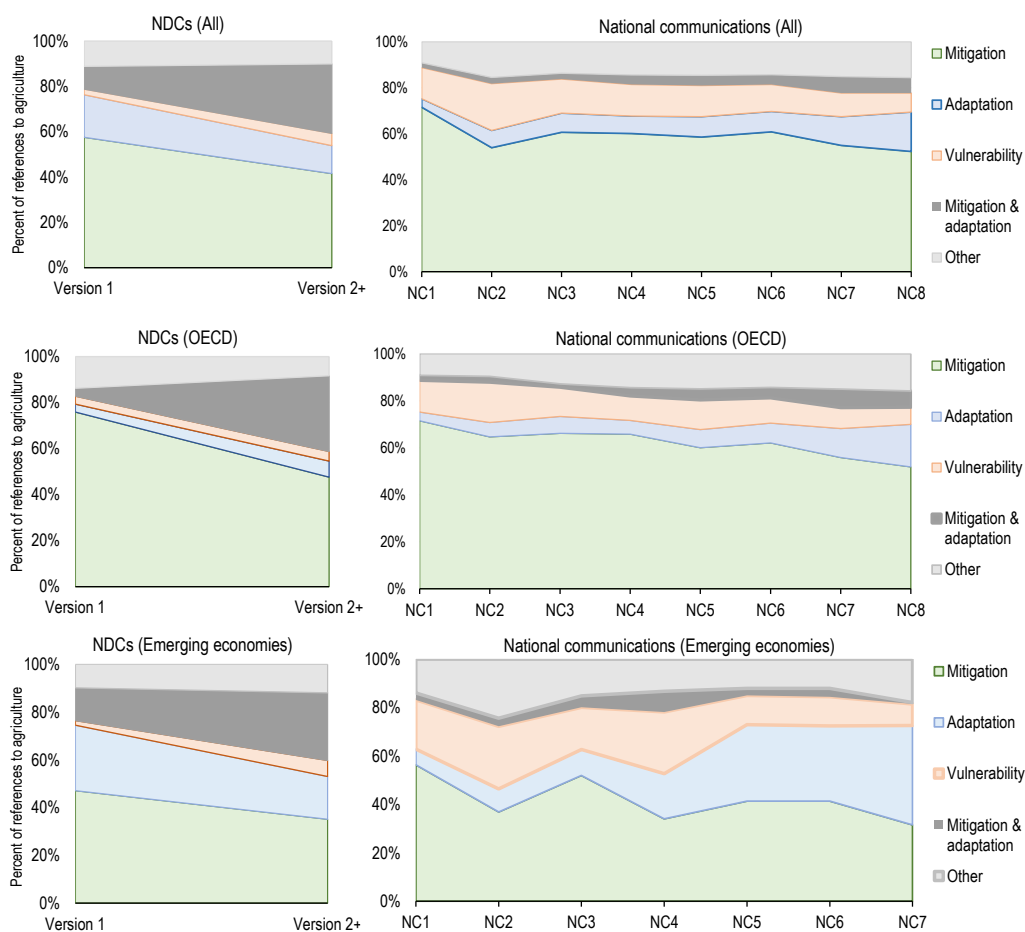 NDCs (All)
Percent of references to agriculture
100%
80%
60%
40%
20%
0%
Version 1
Version 2+
National communications (All)
100%
80%
60%
40%
20%
0%
NC1
NC2
NC3
NC4
NC5
NC6
NC7
NC8
Mitigation
Adaptation
Vulnerability
Mitigation &
adaptation
Other
NDCs (OECD)
Percent of references to agriculture
100%
80%
60%
40%
20%
0%
Version 1
Version 2+
National communications (OECD)
100%
80%
60%
40%
20%
0%
NC1
NC2
NC3
NC4
NC5
NC6
NC7
NC8
Mitigation
Adaptation
Vulnerability
Mitigation &
adaptation
Other
NDCs (Emerging economies)
Percent of references to agriculture
100%
80%
60%
40%
20%
0%
Version 1
Version 2+
National communications (Emerging economies)
100%
80%
60%
40%
20%
0%
NC1
NC2
NC3
NC4
NC5
NC6
NC7
Mitigation
Adaptation
Vulnerability
Mitigation &
adaptation
Other